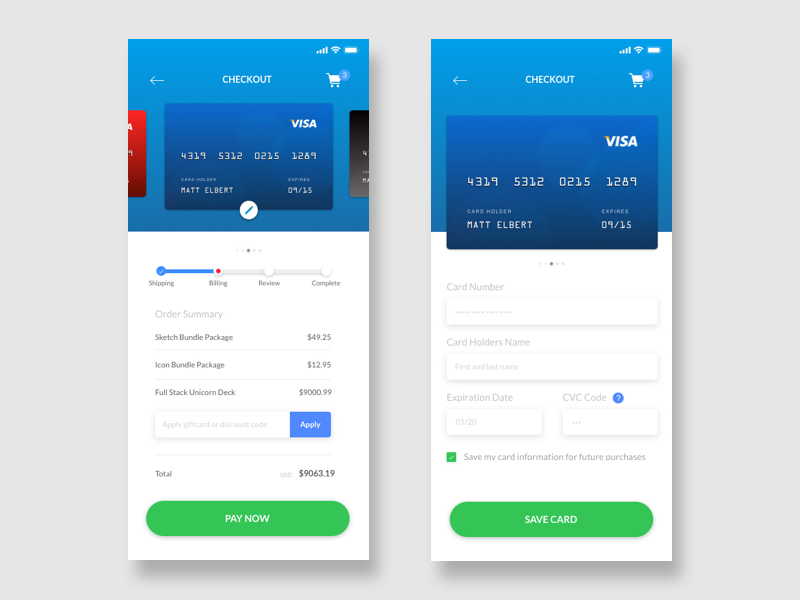 CHECKOUT
3
VISA
4319 5312 0215 1289
CARD HOLDER EXPIRES
MATT ELBERT 09/15
Shipping Billing Review Complete
Order Summary
Sketch Bundle Package $49.25
Icon Bundle Package $12.95
Full Stack Unicorn Deck $9000.99
Apply giftcard or discount code Apply
Total USD $9063.19
PAY NOW
CHECKOUT
3
VISA
4319 5312 0215 1289
CARD HOLDER EXPIRES
MATT ELBERT 09/15
Card Number
Card Holders Name
First and last name
Expiration Date CVC Code ?
01/20
Save my card information for future purchases
SAVE CARD